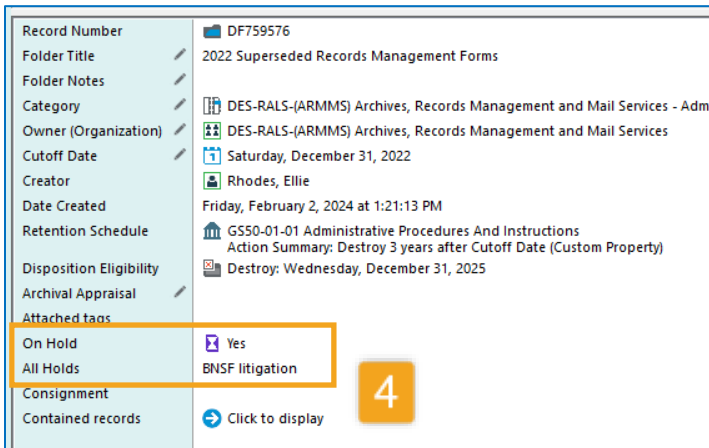 Record Number DF759576
Folder Title 2022 Superseded Records Management Forms
Folder Notes
Category DES-RALS-(ARMMS) Archives, Records Management and Mail Services - Adm
Owner (Organization) DES-RALS-(ARMMS) Archives, Records Management and Mail Services
Cutoff Date Saturday, December 31, 2022
Creator Rhodes, Ellie
Date Created Friday, February 2, 2024 at 1:21:13 PM
Retention Schedule GS50-01-01 Administrative Procedures And Instructions
Action Summary: Destroy 3 years after Cutoff Date (Custom Property)
Disposition Eligibility Destroy: Wednesday, December 31, 2025
Archival Appraisal
Attached tags
On Hold Yes
All Holds BNSF litigation
4
Consignment
Contained records Click to display